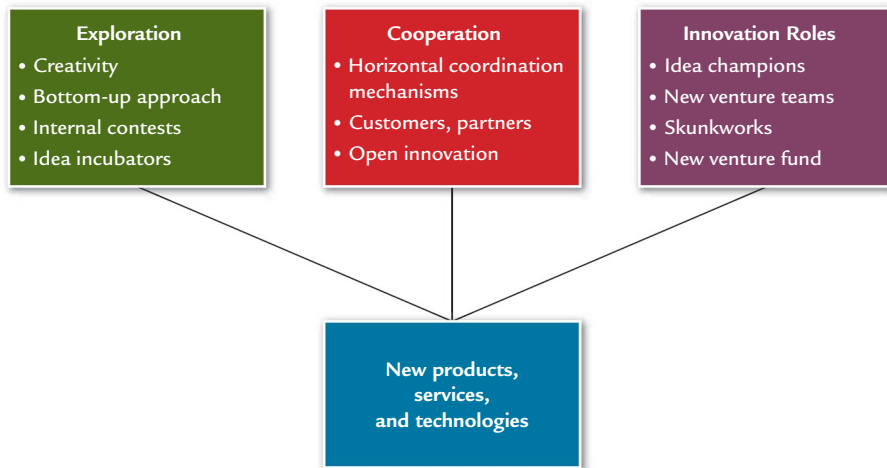 Exploration
• Creativity
• Bottom-up approach
• Internal contests
• Idea incubators
Cooperation
• Horizontal coordination
mechanisms
• Customers, partners
• Open innovation
Innovation Roles
• Idea champions
• New venture teams
• Skunkworks
• New venture fund
New products,
services,
and technologies